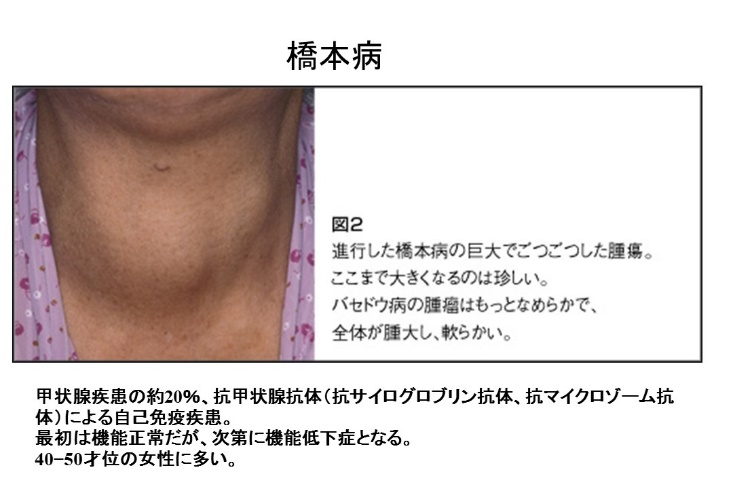 橋本病
図2
進行した橋本病の巨大でごつごつした腫瘍。
ここまで大きくなるのは珍しい。
バセドウ病の腫瘤はもっとなめらかで、
全体が腫大し、軟らかい。
甲状腺疾患の約20％、抗甲状腺抗体（抗サイログロブリン抗体、抗マイクロゾーム抗
体）による自己免疫疾患。
最初は機能正常だが、次第に機能低下症となる。
40−50才位の女性に多い。